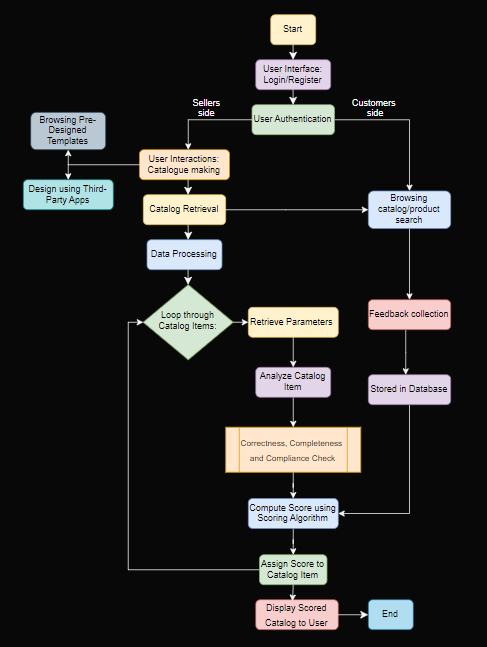 Start
User Interface:
Login/Register
Sellers
side
Customers
side
User Authentication
Browsing Pre-
Designed
Templates
User Interactions:
Catalogue making
Design using Third-
Party Apps
Catalog Retrieval
Browsing
catalog/product
search
Data Processing
Loop through
Catalog Items:
Retrieve Parameters
Feedback collection
Analyze Catalog
Item
Stored in Database
Correctness, Completeness
and Compliance Check
Compute Score using
Scoring Algorithm
Assign Score to
Catalog Item
Display Scored
Catalog to User
End